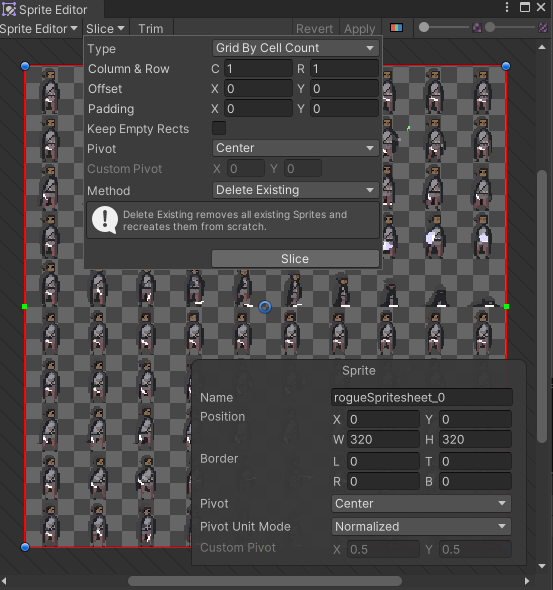 Sprite Editor
Sprite Editor Slice Trim Revert Apply
Type Grid By Cell Count
Column & Row C 1 R 1
Offset X 0 Y 0
Padding X 0 Y 0
Keep Empty Rects
Pivot Center
Custom Pivot X 0 Y 0
Method Delete Existing
Delete Existing removes all existing Sprites and
recreates them from scratch.
Slice
Sprite
Name rogueSpritesheet_0
Position X 0 Y 0
W 320 H 320
Border L 0 T 0
R 0 B 0
Pivot Center
Pivot Unit Mode Normalized
Custom Pivot X 0.5 Y 0.5